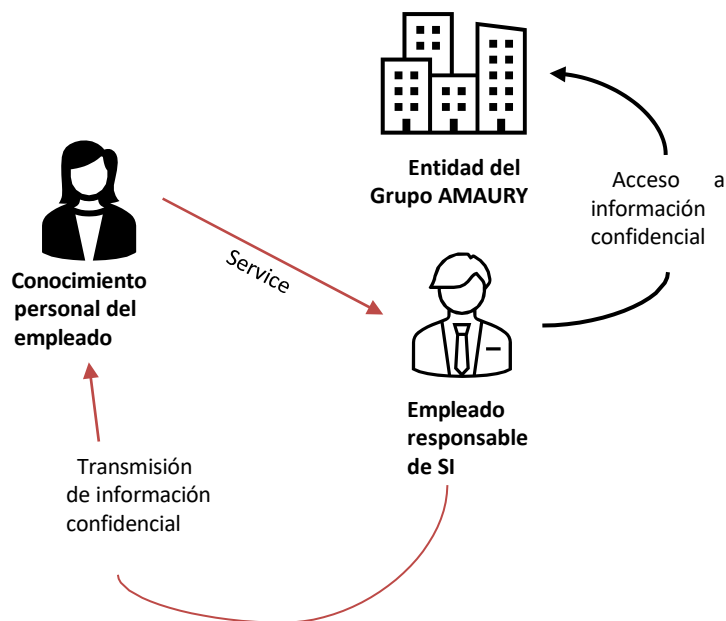 Entidad del
Grupo AMAURY
Acceso a
información
confidencial
Service
Conocimiento
personal del
empleado
Empleado
responsable
de SI
Transmisión
de información
confidencial